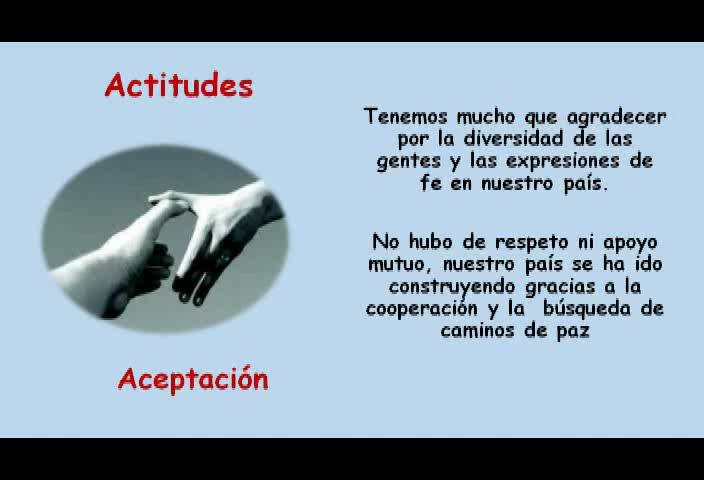 Actitudes
Tenemos mucho que agradecer
por la diversidad de las
gentes y las expresiones de
fe en nuestro país.
No hubo de respeto ni apoyo
mutuo, nuestro país se ha ido
construyendo gracias a la
cooperación y la búsqueda de
caminos de paz
Aceptación